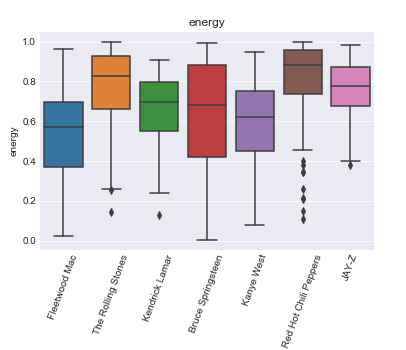 energy
energy
1.0
0.8
0.6
0.4
0.2
0.0
Fleetwood Mac
The Rolling Stones
Kendrick Lamar
Bruce Springsteen
Kanye West
Red Hot Chili Peppers
JAY-Z